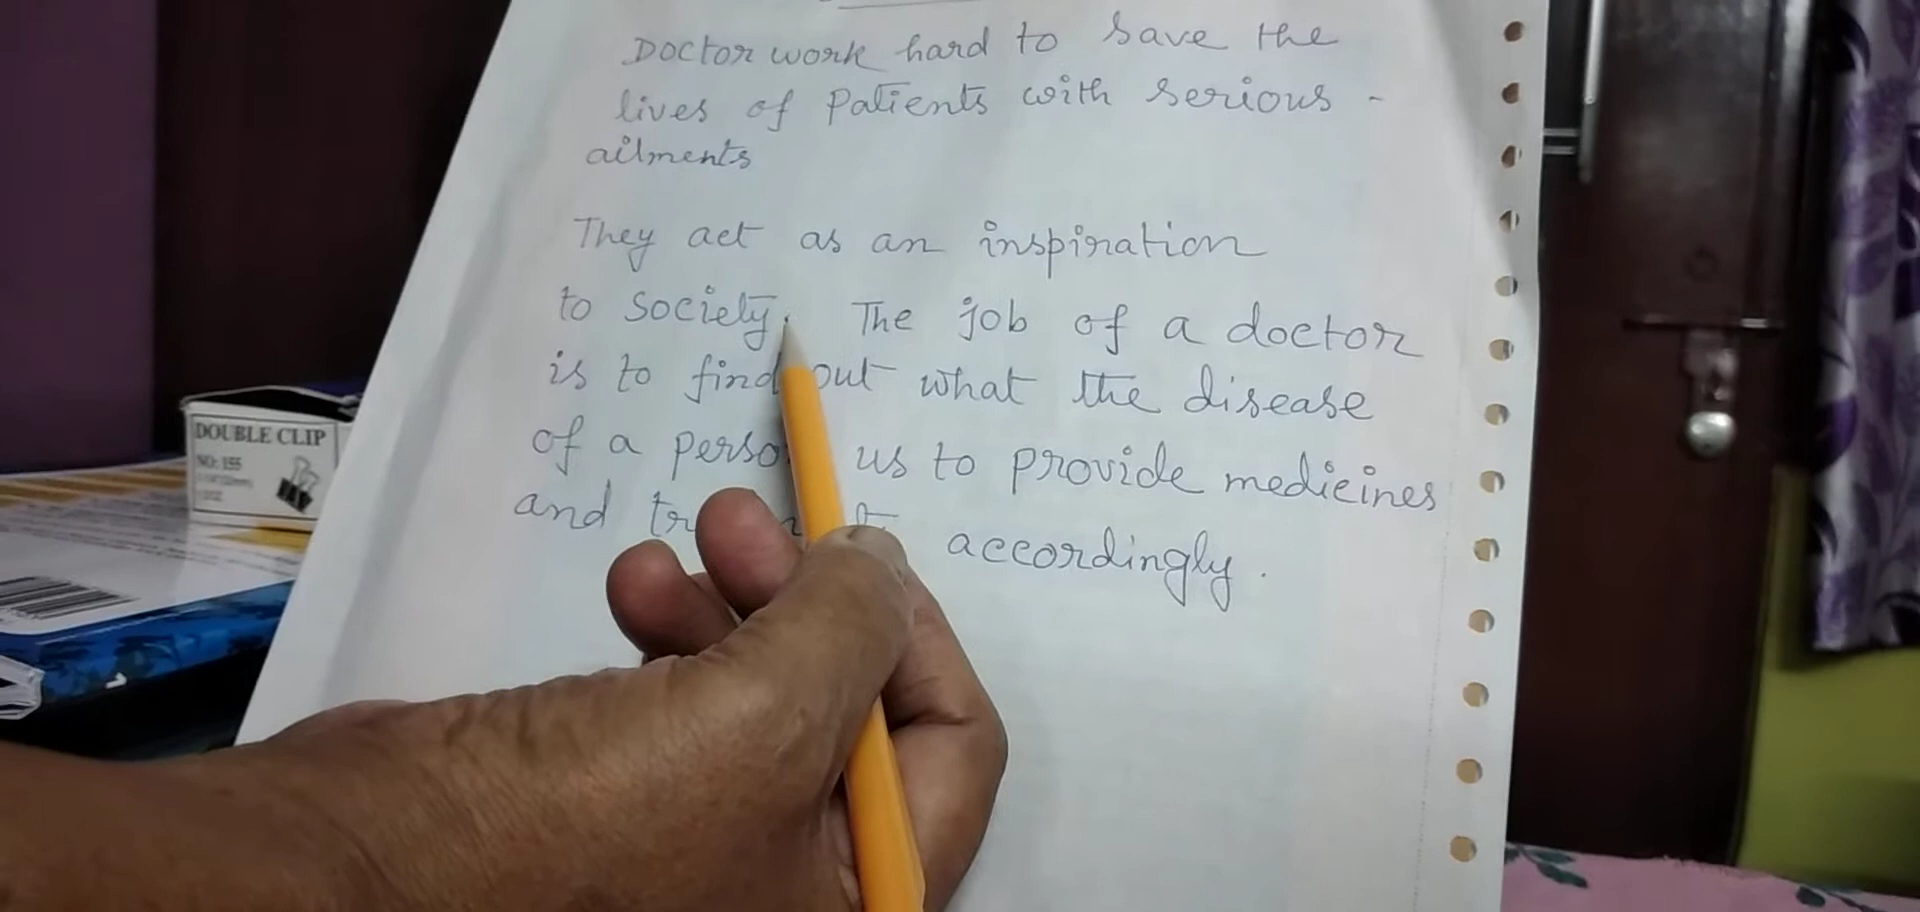 Doctor work hard to save the
lives of Patients with serious -
ailments
They act as an inspiration
to society. The job of a doctor
is to find out what the disease
of a us to provide medicines
and accordingly.
DOUBLE CLIP
NO: 155